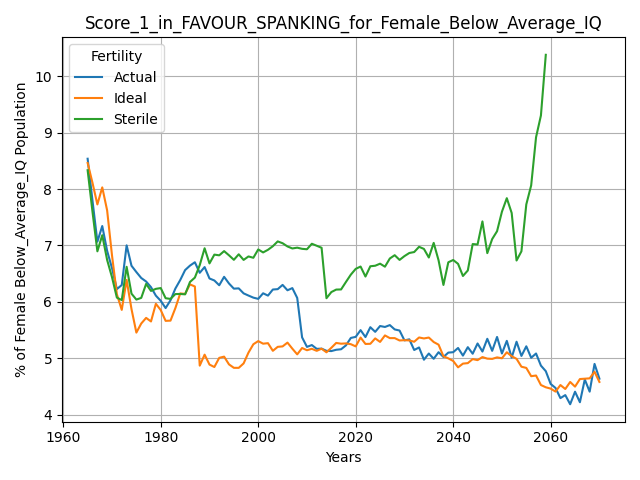 Score_1_in_FAVOUR_SPANKING_for_Female_Below_Average_IQ
Fertility
Actual
Ideal
Sterile
% of Female Below_Average_IQ Population
10
9
8
7
6
5
4
1960 1980 2000 2020 2040 2060
Years